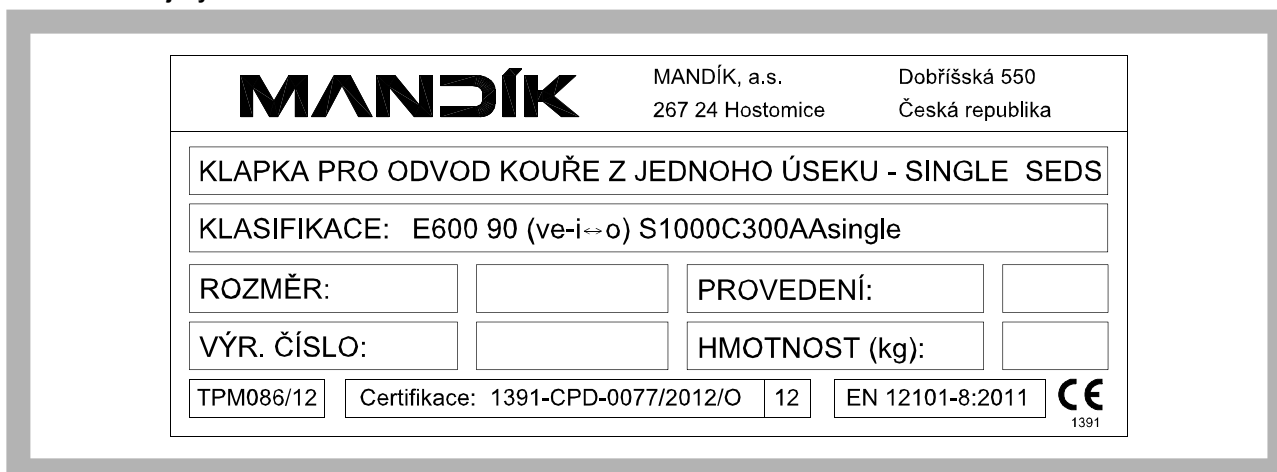 MANDÍK
MANDÍK, a.s. Dobříšská 550
267 24 Hostomice Česká republika
KLAPKA PRO ODVOD KOUŘE Z JEDNOHO ÚSEKU - SINGLE SEDS
KLASIFIKACE: E600 90 (ve-i↔o) S1000C300AAsingle
ROZMĚR: PROVEDENÍ:
VÝR. ČÍSLO: HMOTNOST (kg):
TPM086/12 Certifikace: 1391-CPD-0077/2012/O 12 EN 12101-8:2011 CE
1391